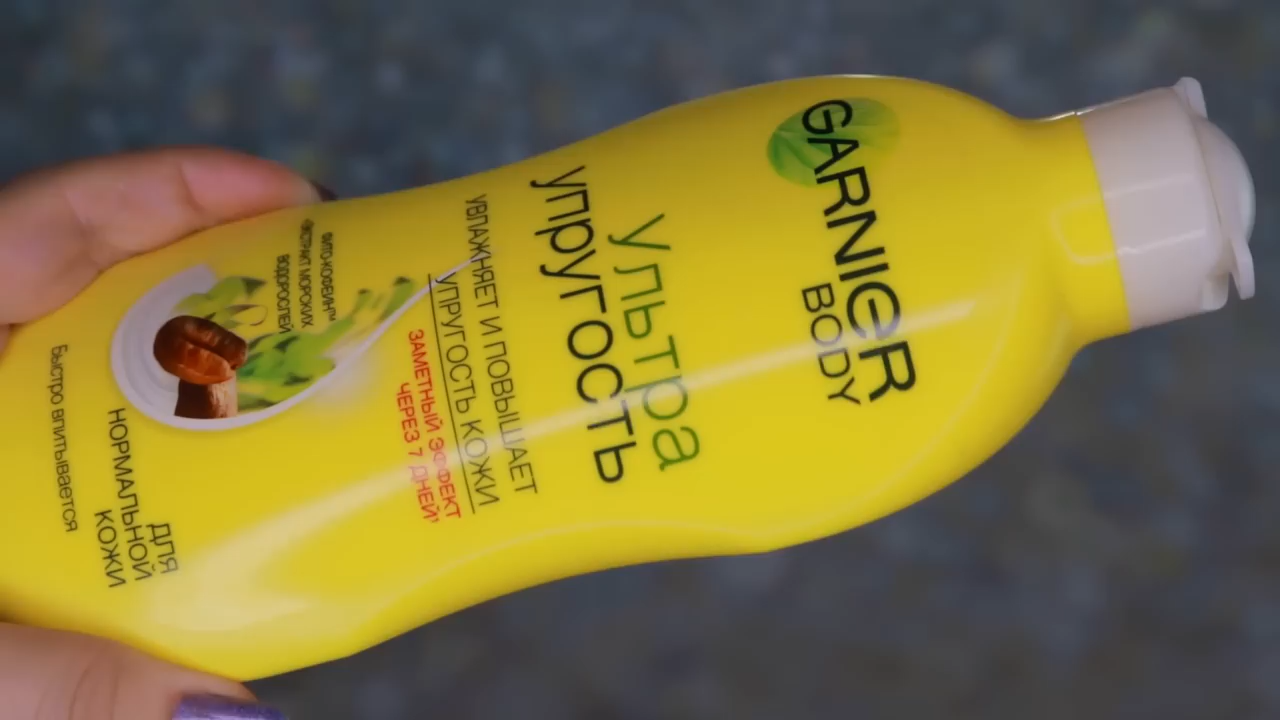 GARNIER
BODY
ультра
упругость
УВЛАЖНЯЕТ И ПОВЫШАЕТ
УПРУГОСТЬ КОЖИ
ЗАМЕТНЫЙ ЭФФЕКТ
ЧЕРЕЗ 7 ДНЕЙ*
ФИТО-КОФЕИН™
+ЭКСТРАКТ МОРСКИХ
ВОДОРОСЛЕЙ
ДЛЯ
НОРМАЛЬНОЙ
КОЖИ
Быстро впитывается